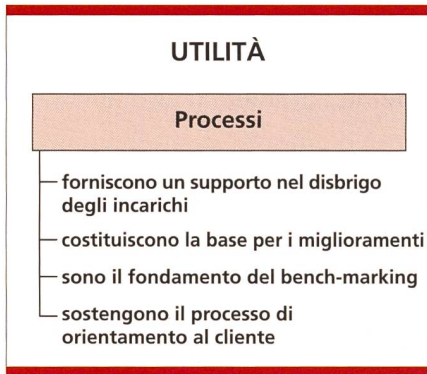 UTILITÀ
Processi
forniscono un supporto nel disbrigo
degli incarichi
costituiscono la base per i miglioramenti
sono il fondamento del bench-marking
sostengono il processo di
orientamento al cliente